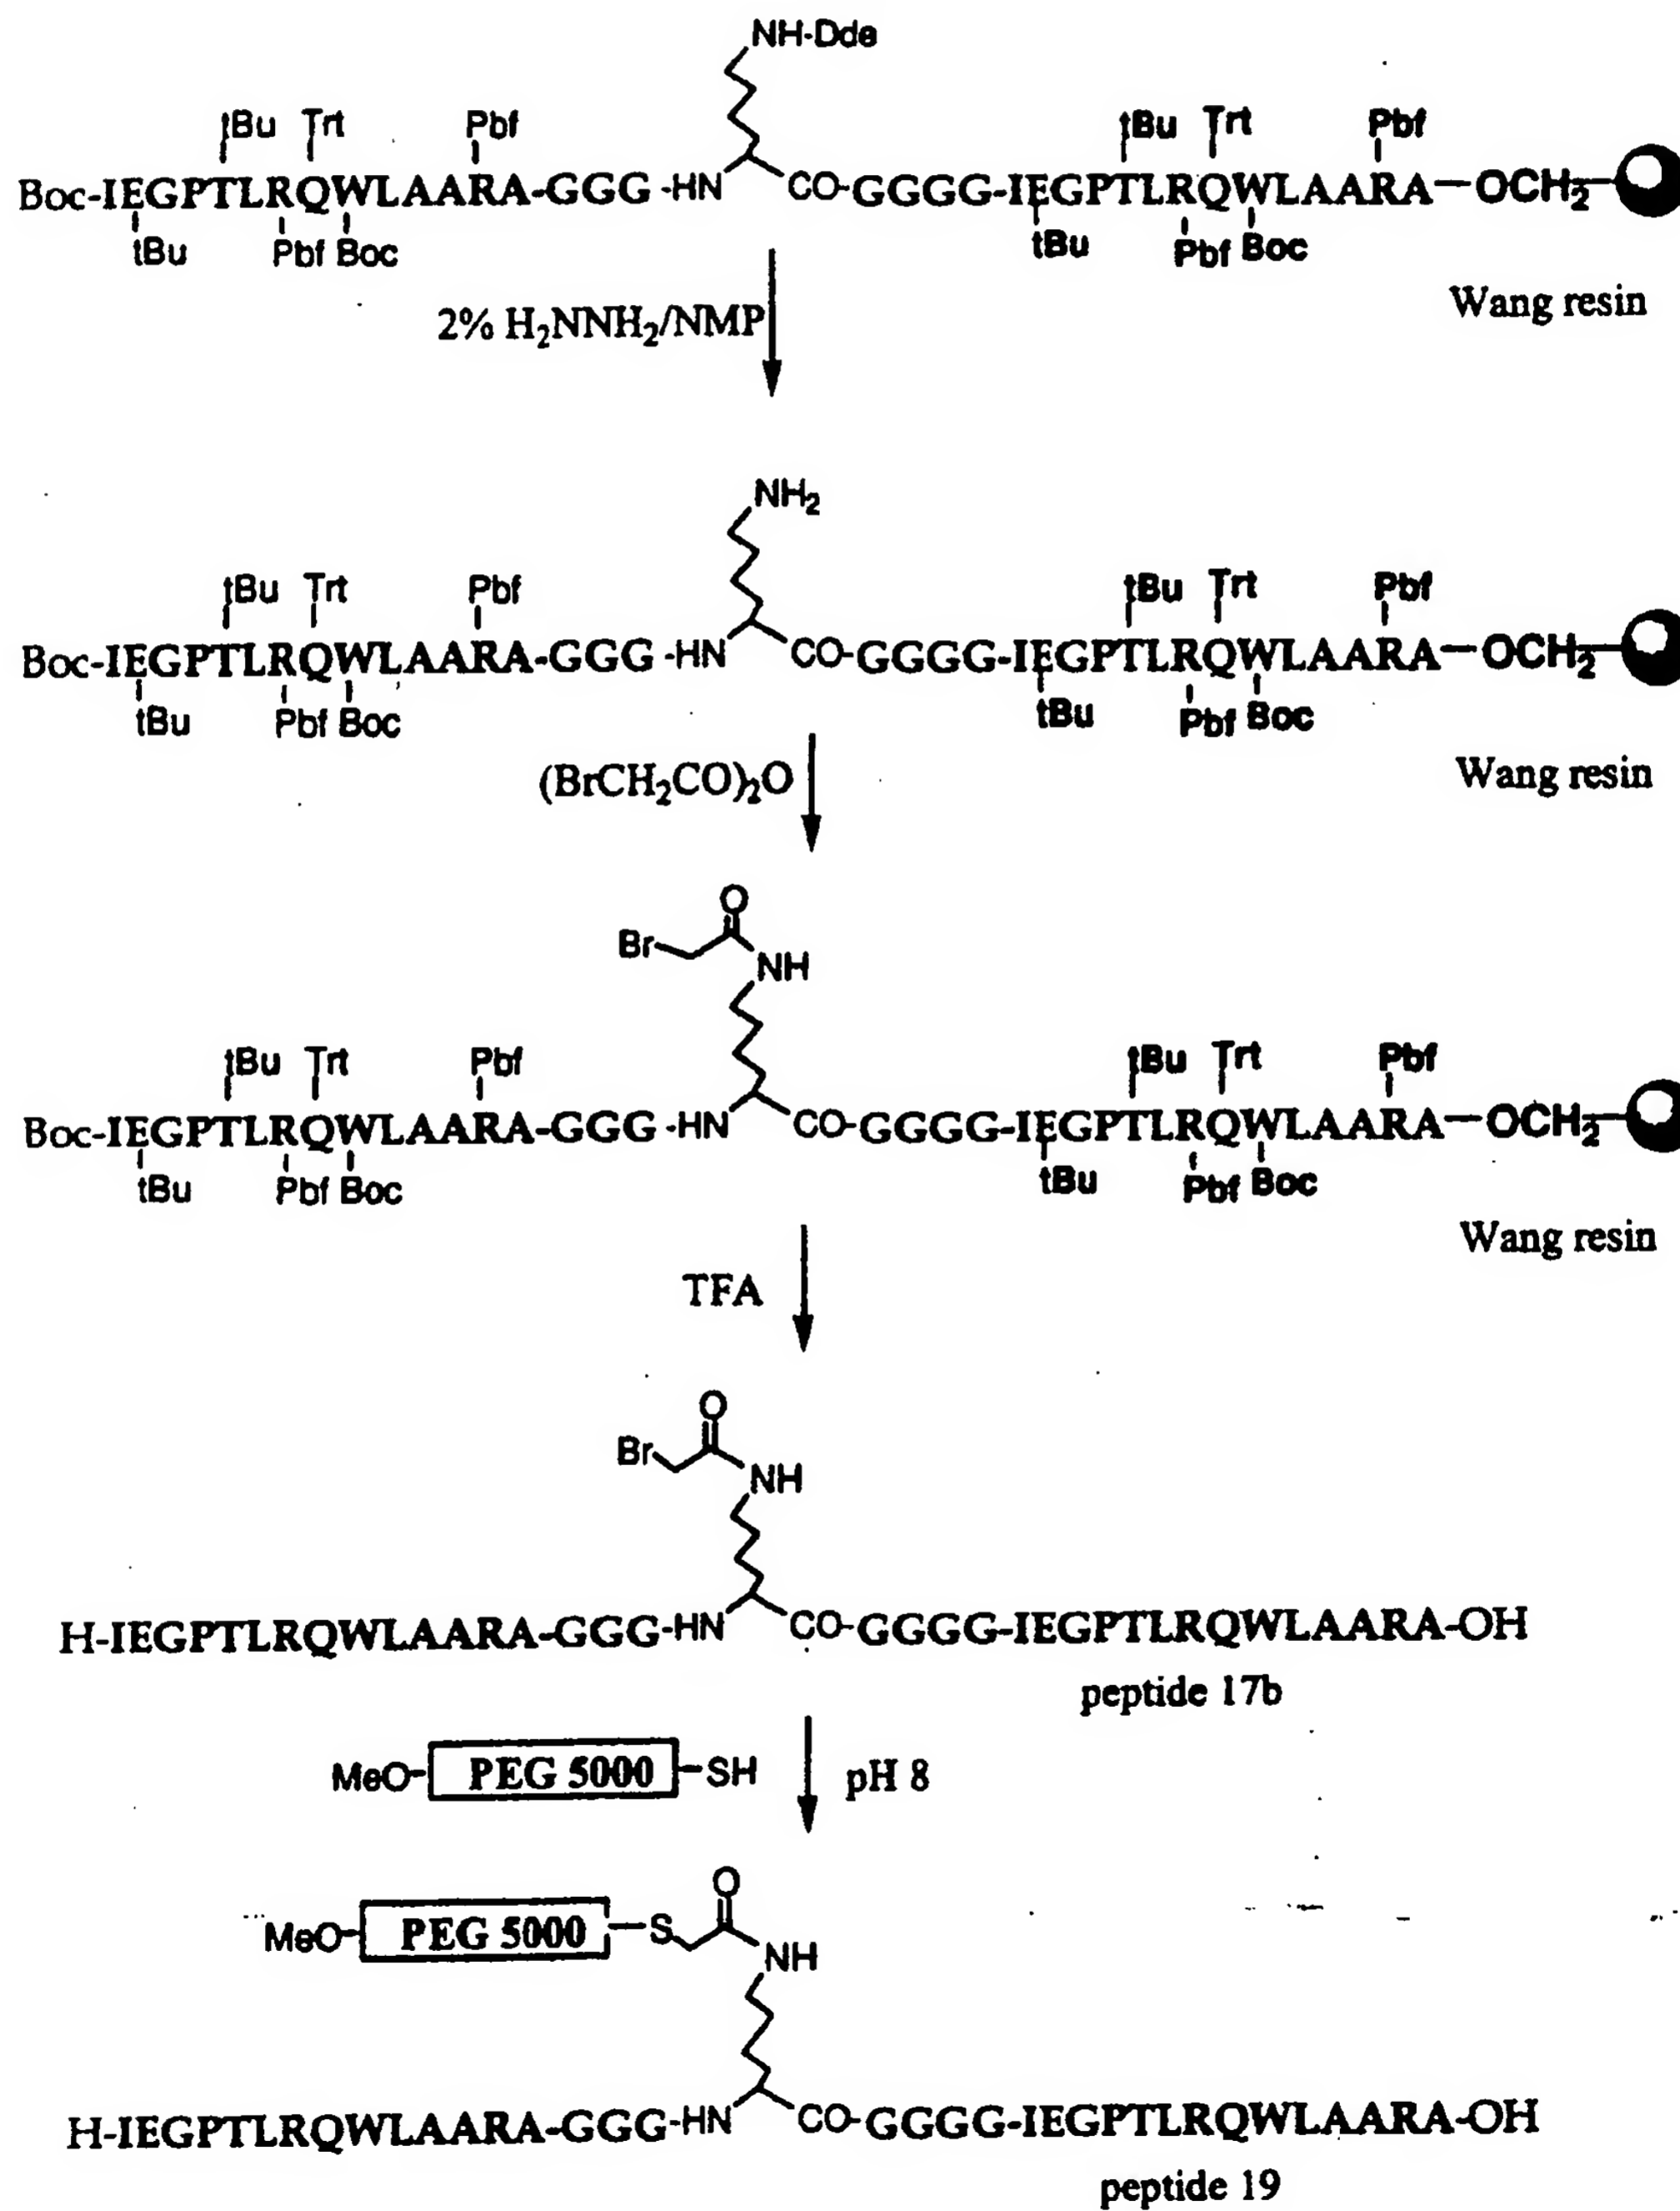 NH-Dde
tBu Trt Pbf tBu Trt Pbf
Boc-IEGPTLRQWLAARA-GGG-HN CO-GGGG-IEGPTLRQWLAARA—OCH2
tBu Pbf Boc tBu Pbf Boc
Wang resin
2% H2NNH2/NMP
NH2
tBu Trt Pbf tBu Trt Pbf
Boc-IEGPTLRQWLAARA-GGG-HN CO-GGGG-IEGPTLRQWLAARA—OCH2
tBu Pbf Boc tBu Pbf Boc
(BrCH2CO)2O Wang resin
O
Br NH
tBu Trt Pbf tBu Trt Pbf
Boc-IEGPTLRQWLAARA-GGG-HN CO-GGGG-IEGPTLRQWLAARA—OCH2
tBu Pbf Boc tBu Pbf Boc
Wang resin
TFA
O
Br NH
H-IEGPTLRQWLAARA-GGG-HN CO-GGGG-IEGPTLRQWLAARA-OH
peptide 17b
MeO- PEG 5000 -SH pH 8
O
MeO- PEG 5000 —S NH
H-IEGPTLRQWLAARA-GGG-HN CO-GGGG-IEGPTLRQWLAARA-OH
peptide 19